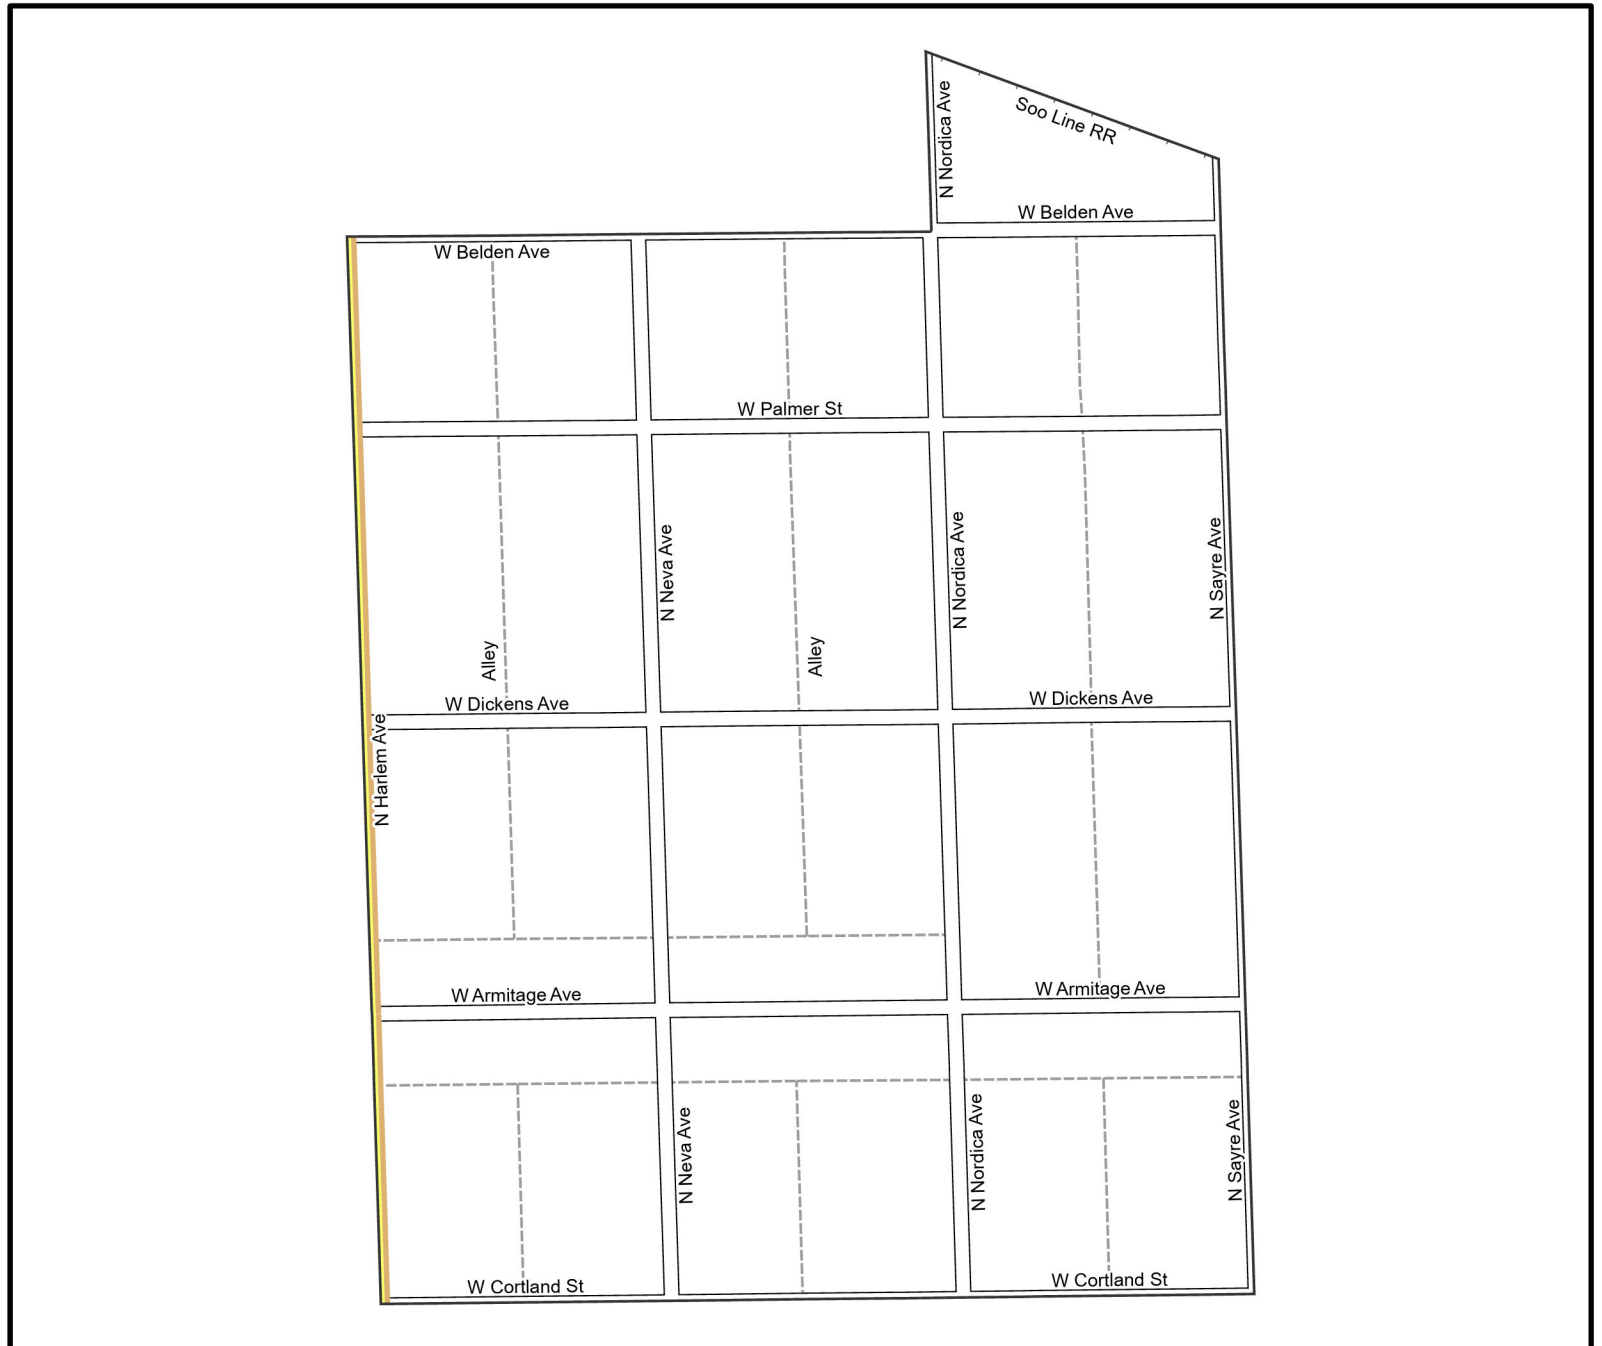 N Nordica Ave
Soo Line RR
W Belden Ave
W Belden Ave
W Palmer St
N Neva Ave
N Nordica Ave
N Sayre Ave
Alley
Alley
W Dickens Ave
W Dickens Ave
N Harlem Ave
W Armitage Ave
W Armitage Ave
N Neva Ave
N Nordica Ave
N Sayre Ave
W Cortland St
W Cortland St